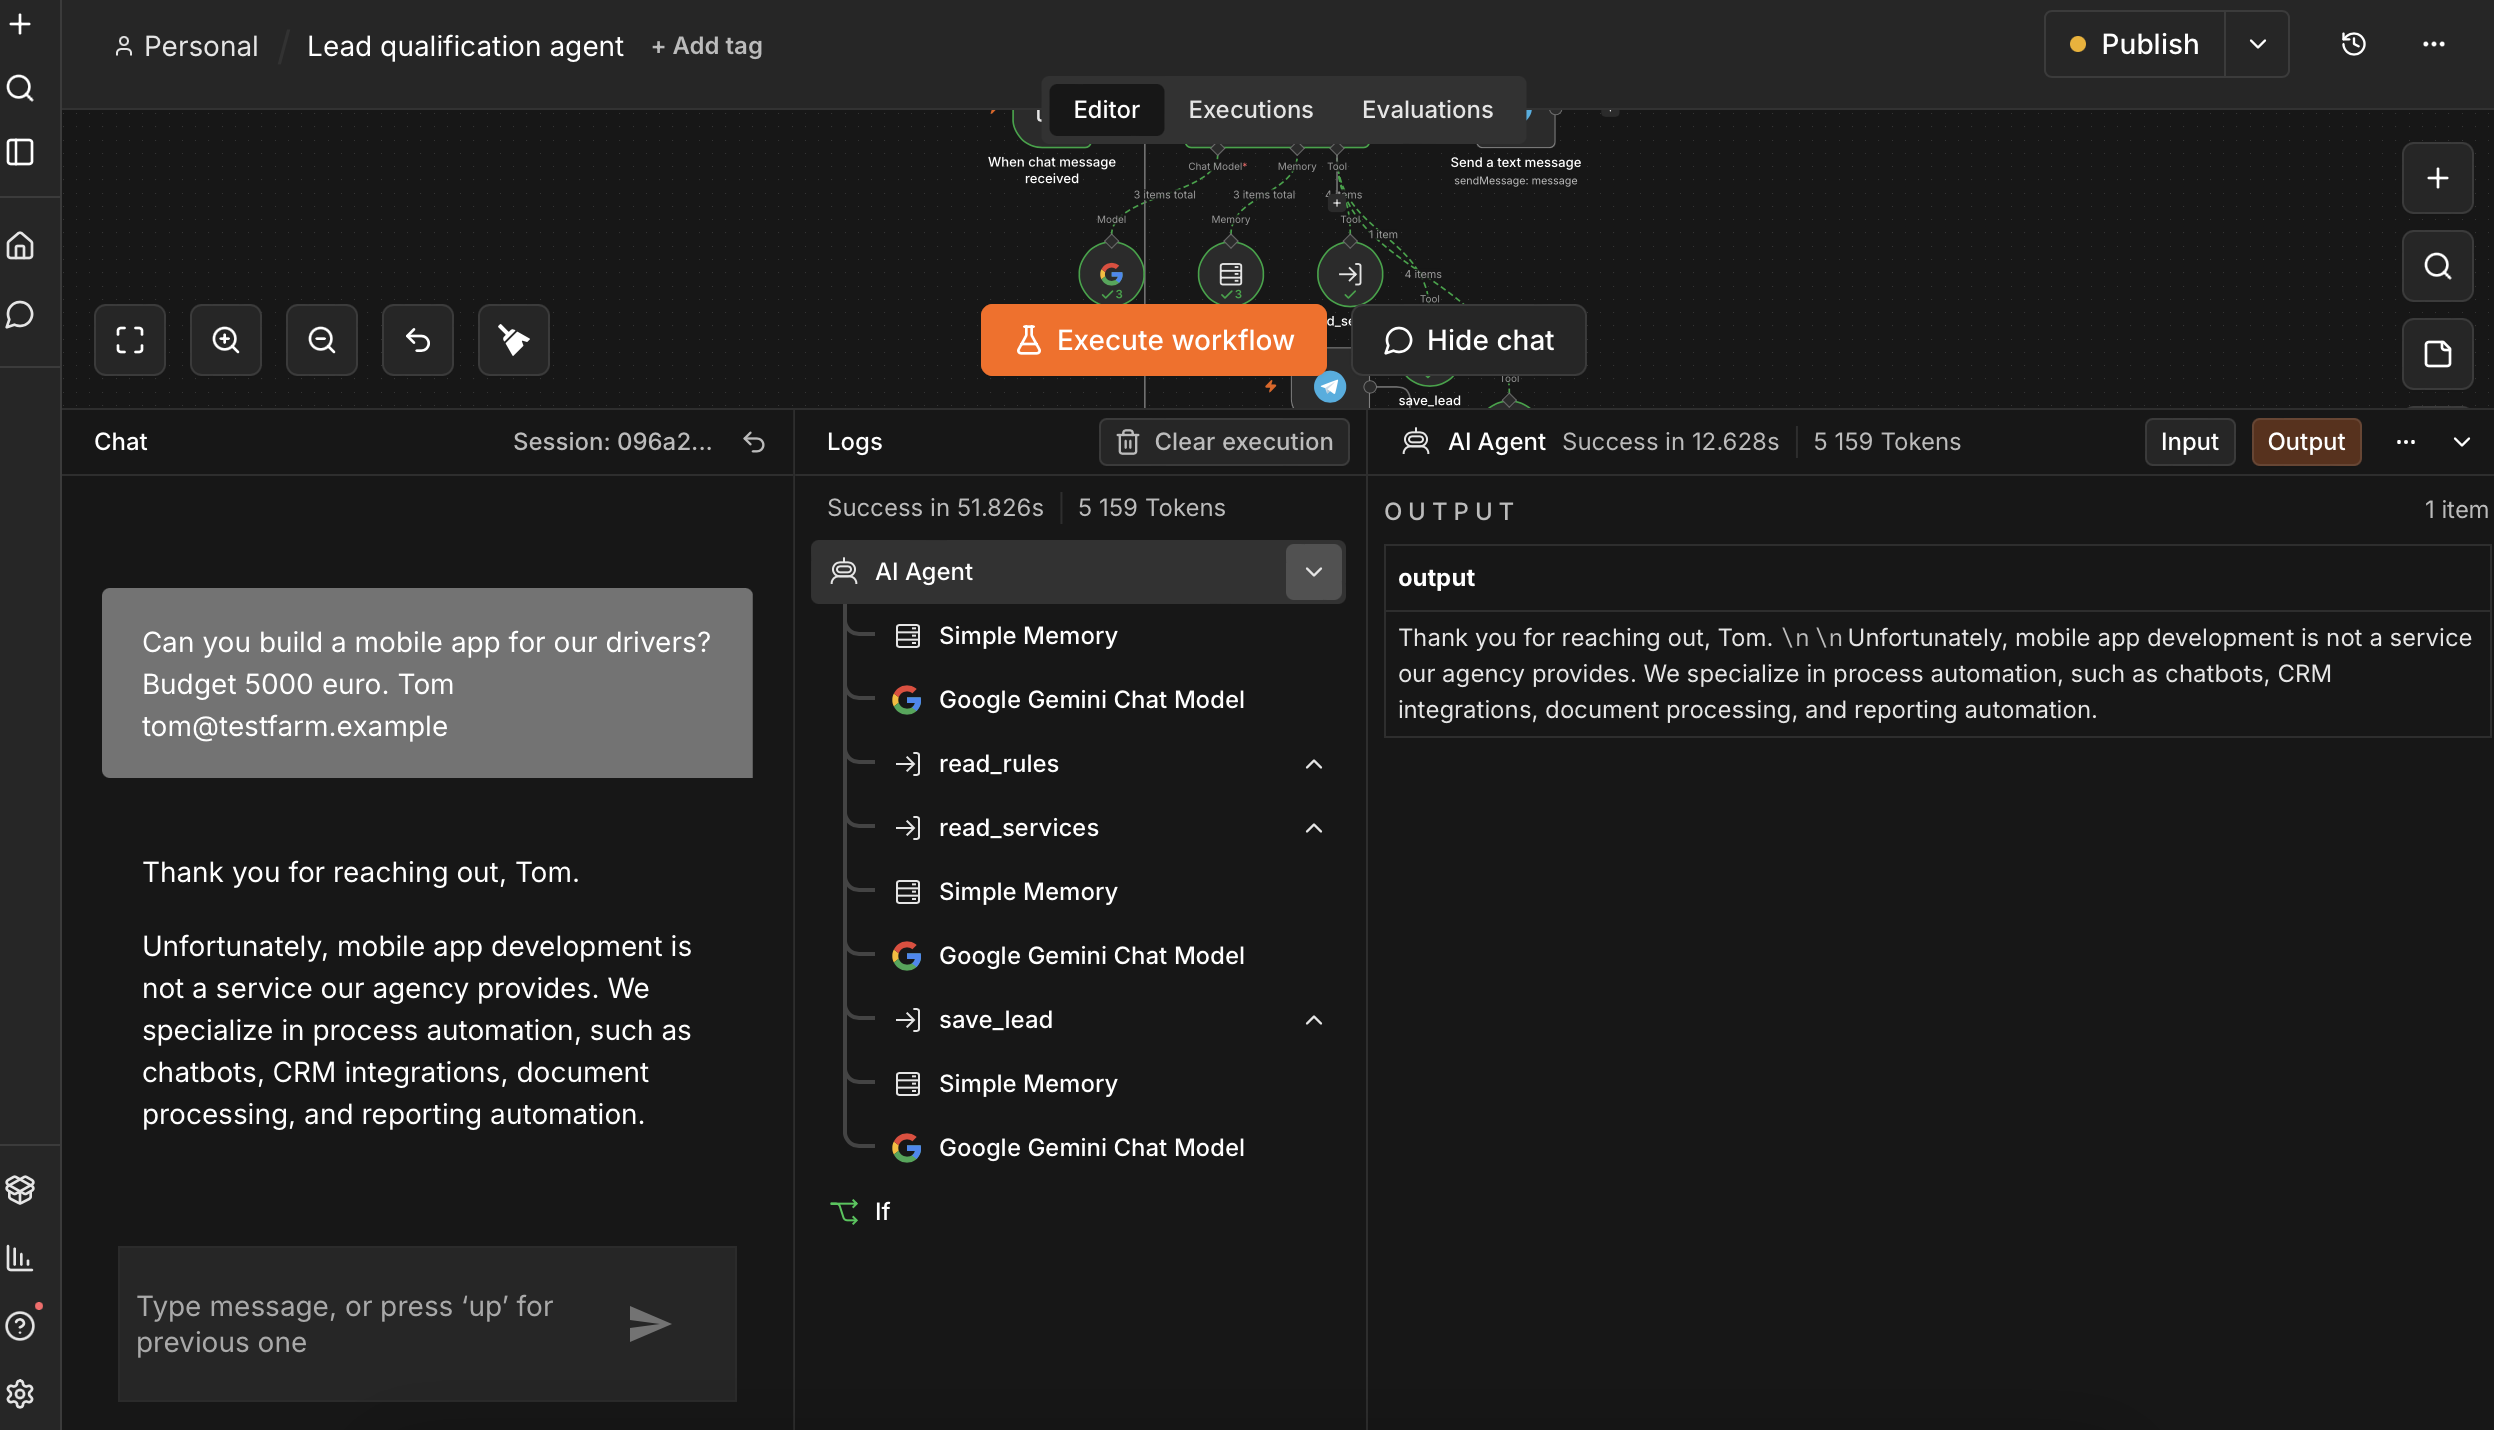 Personal / Lead qualification agent + Add tag
Publish
Editor Executions Evaluations
When chat message
received
Chat Model* Memory Tool
Send a text message
sendMessage: message
3 items total 3 items total 4 items
Model Memory Tool
1 item
4 items
Tool
3 3
Execute workflow
Hide chat
Tool
save_lead
Chat Session: 096a2...
Can you build a mobile app for our drivers?
Budget 5000 euro. Tom
tom@testfarm.example
Thank you for reaching out, Tom.
Unfortunately, mobile app development is
not a service our agency provides. We
specialize in process automation, such as
chatbots, CRM integrations, document
processing, and reporting automation.
Type message, or press ‘up’ for
previous one
Logs Clear execution
Success in 51.826s 5 159 Tokens
AI Agent
Simple Memory
Google Gemini Chat Model
read_rules
read_services
Simple Memory
Google Gemini Chat Model
save_lead
Simple Memory
Google Gemini Chat Model
If
AI Agent Success in 12.628s 5 159 Tokens Input Output
OUTPUT 1 item
output
Thank you for reaching out, Tom. \n \n Unfortunately, mobile app development is not a service
our agency provides. We specialize in process automation, such as chatbots, CRM
integrations, document processing, and reporting automation.